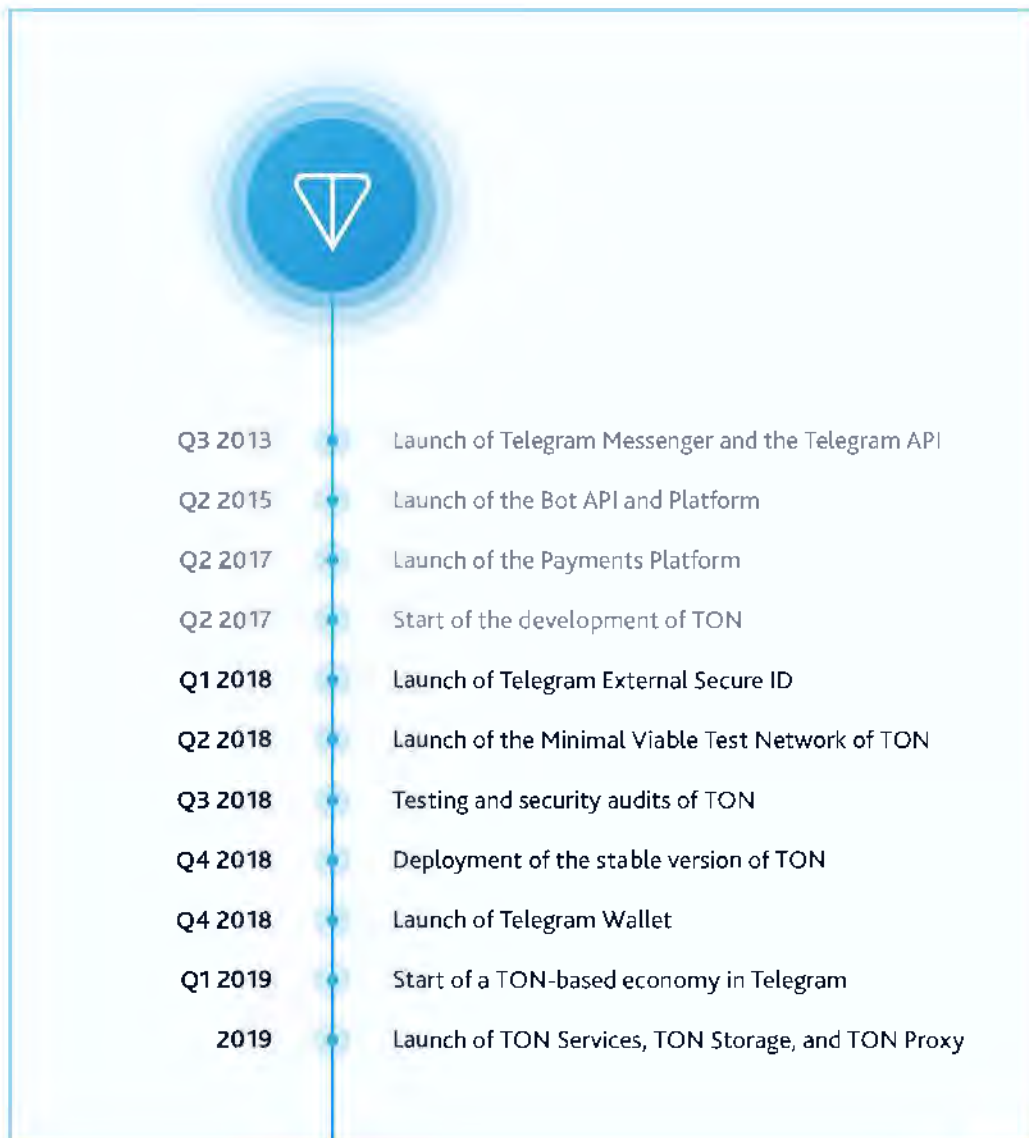 Q3 2013 Launch of Telegram Messenger and the Telegram API
Q2 2015 Launch of the Bot API and Platform
Q2 2017 Launch of the Payments Platform
Q2 2017 Start of the development of TON
Q1 2018 Launch of Telegram External Secure ID
Q2 2018 Launch of the Minimal Viable Test Network of TON
Q3 2018 Testing and security audits of TON
Q4 2018 Deployment of the stable version of TON
Q4 2018 Launch of Telegram Wallet
Q1 2019 Start of a TON-based economy in Telegram
2019 Launch of TON Services, TON Storage, and TON Proxy